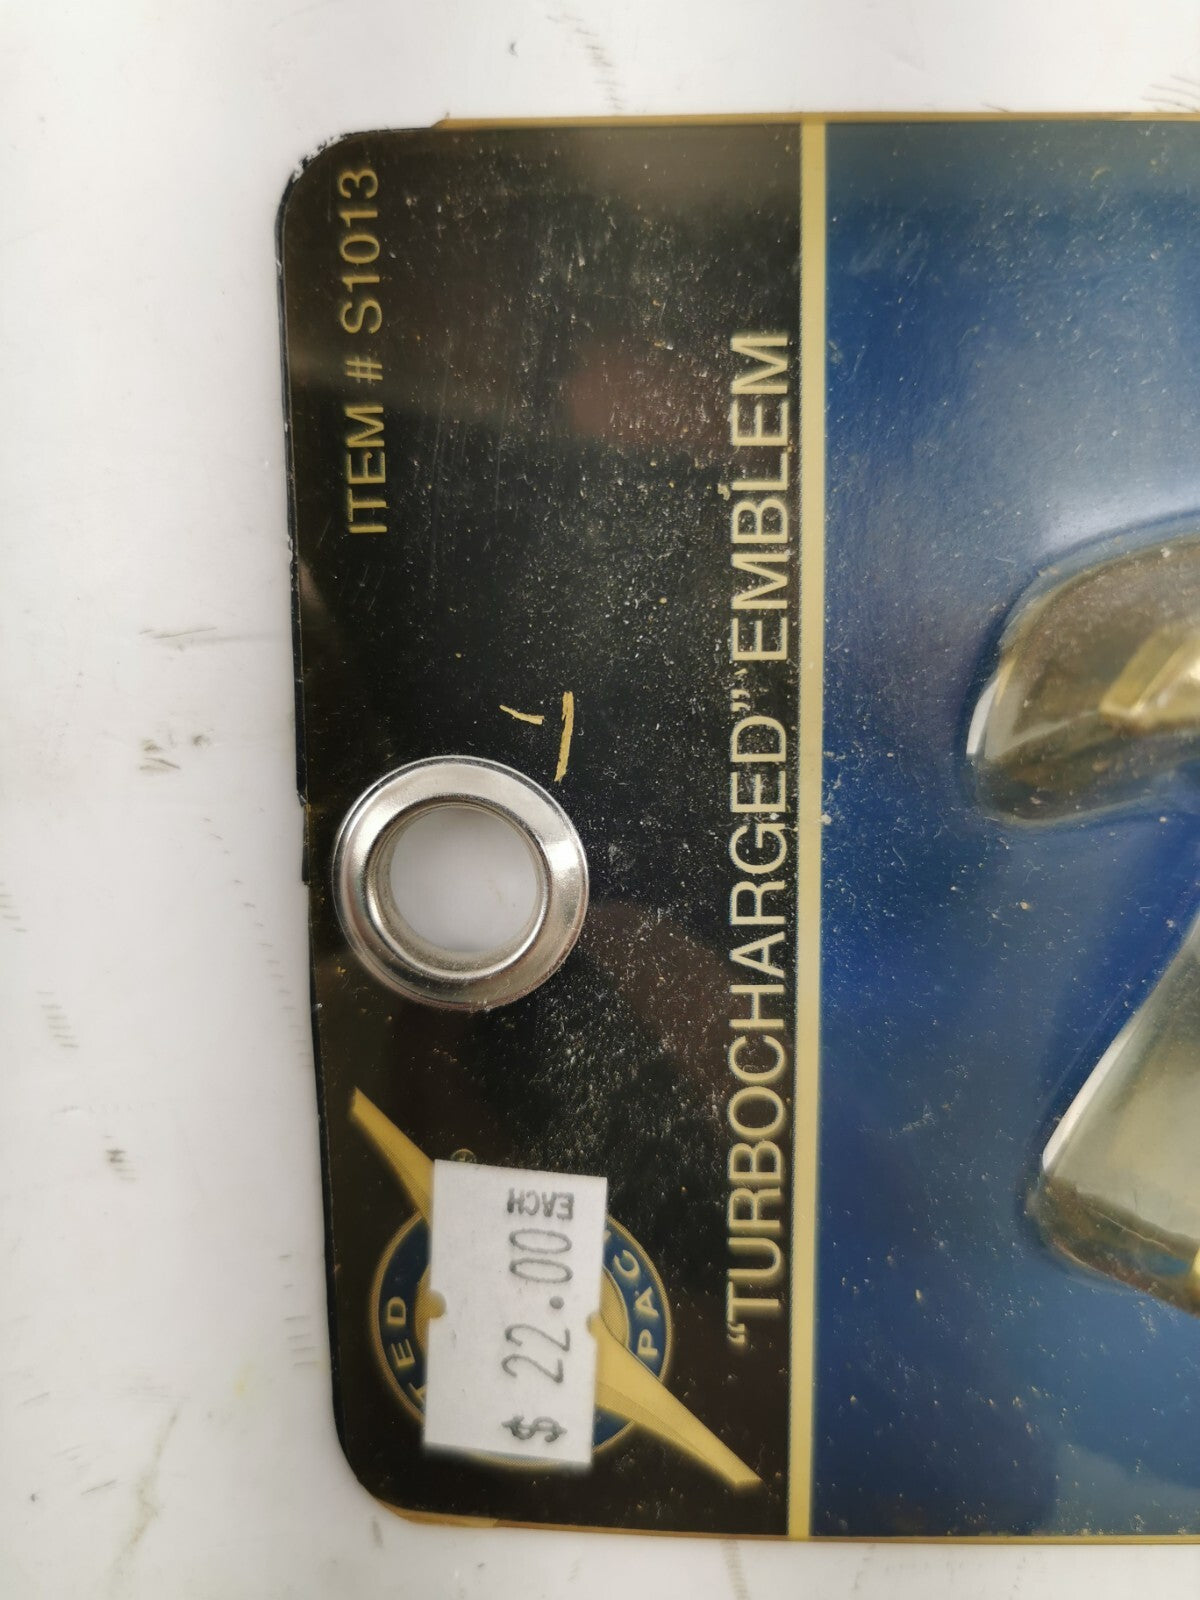 ITEM # S1013
"TURBOCHARGED" EMBLEM
$ 22.00
EACH